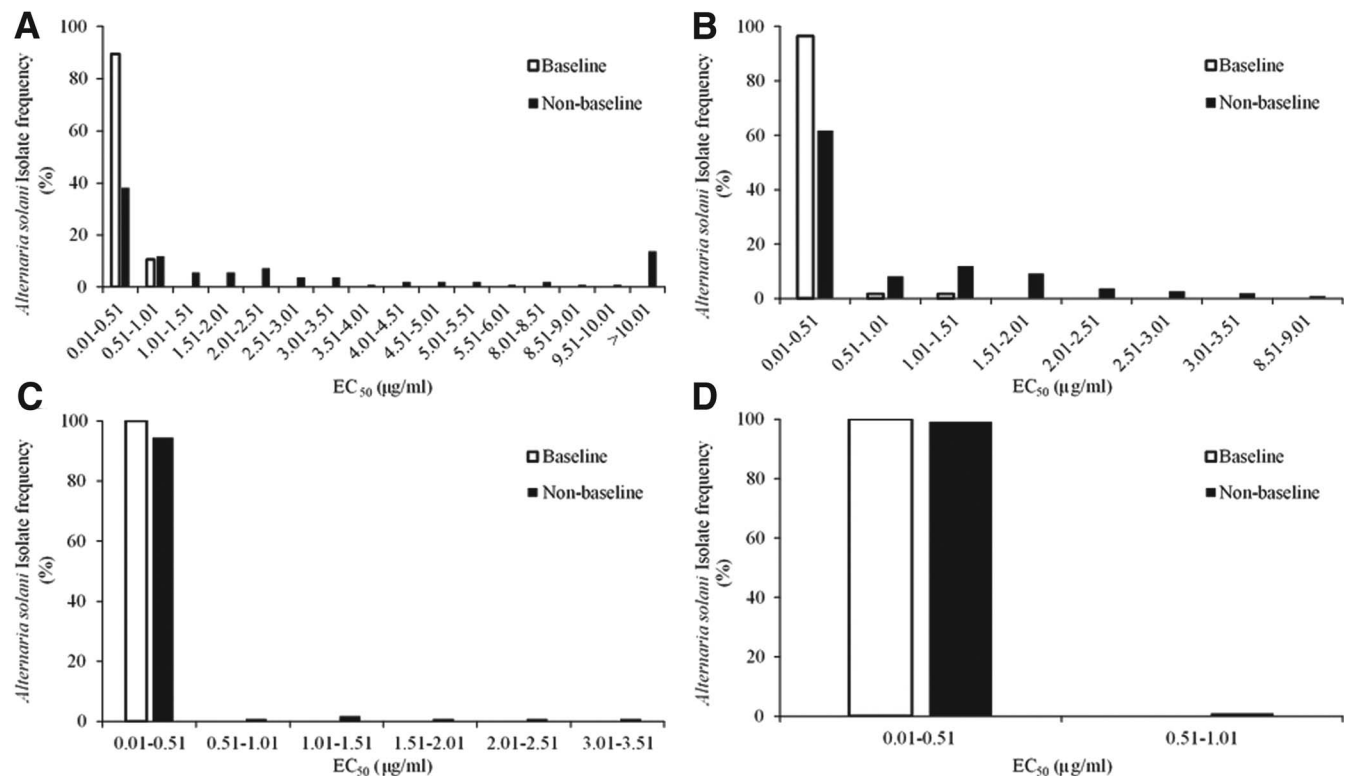 A
100
80
60
40
20
0
Alternaria solani Isolate frequency
(%)
Baseline
Non-baseline
0.01-0.51
0.51-1.01
1.01-1.51
1.51-2.01
2.01-2.51
2.51-3.01
3.01-3.51
3.51-4.01
4.01-4.51
4.51-5.01
5.01-5.51
5.51-6.01
8.01-8.51
8.51-9.01
9.51-10.01
>10.01
EC50 (µg/ml)
B
100
80
60
40
20
0
Alternaria solani Isolate frequency
(%)
Baseline
Non-baseline
0.01-0.51
0.51-1.01
1.01-1.51
1.51-2.01
2.01-2.51
2.51-3.01
3.01-3.51
8.51-9.01
EC50 (µg/ml)
C
100
80
60
40
20
0
Alternaria solani Isolate frequency
(%)
Baseline
Non-baseline
0.01-0.51 0.51-1.01 1.01-1.51 1.51-2.01 2.01-2.51 3.01-3.51
EC50 (µg/ml)
D
100
80
60
40
20
0
Alternaria solani Isolate frequency
(%)
Baseline
Non-baseline
0.01-0.51 0.51-1.01
EC50 (µg/ml)